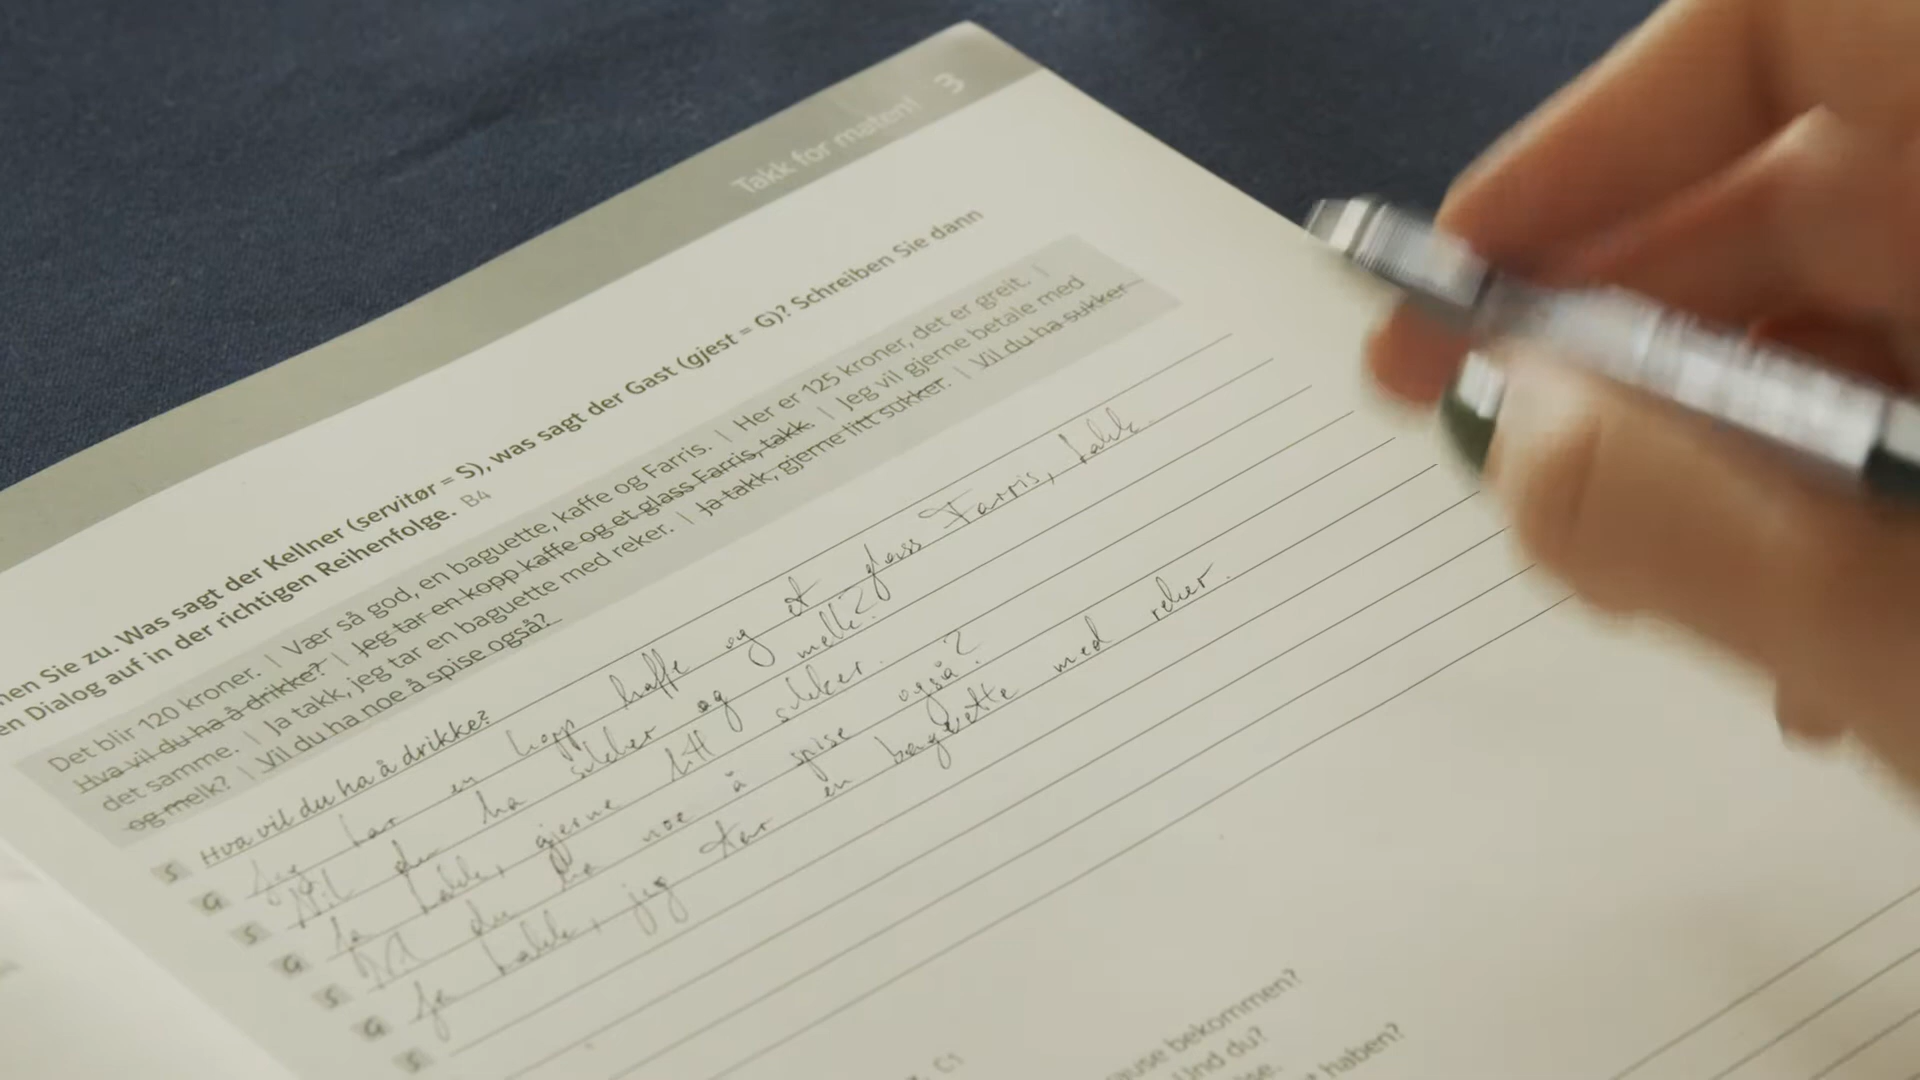 Takk for maten! 3
nen Sie zu. Was sagt der Kellner (servitør = S), was sagt der Gast (gjest = G)? Schreiben Sie dann
en Dialog auf in der richtigen Reihenfolge. B4
Det blir 120 kroner. | Vær så god, en baguette, kaffe og Farris. | Her er 125 kroner, det er greit. |
Hva vil du ha å drikke? | Jeg tar en kopp kaffe og et glass Farris, takk. | Jeg vil gjerne betale med
det samme. | Ja takk, jeg tar en baguette med reker. | Ja takk, gjerne litt sukker. | Vil du ha sukker
og melk? | Vil du ha noe å spise også?
S Hva vil du ha å drikke?
G Jeg tar en kopp kaffe og et glass Farris, takk.
S Vil du ha sukker og melk?
G Ja takk, gjerne litt sukker.
S Vil du ha noe å spise også?
G Ja takk, jeg tar en bagette med reker.
S
C1
ause bekommen?
Und du?
se.
haben?